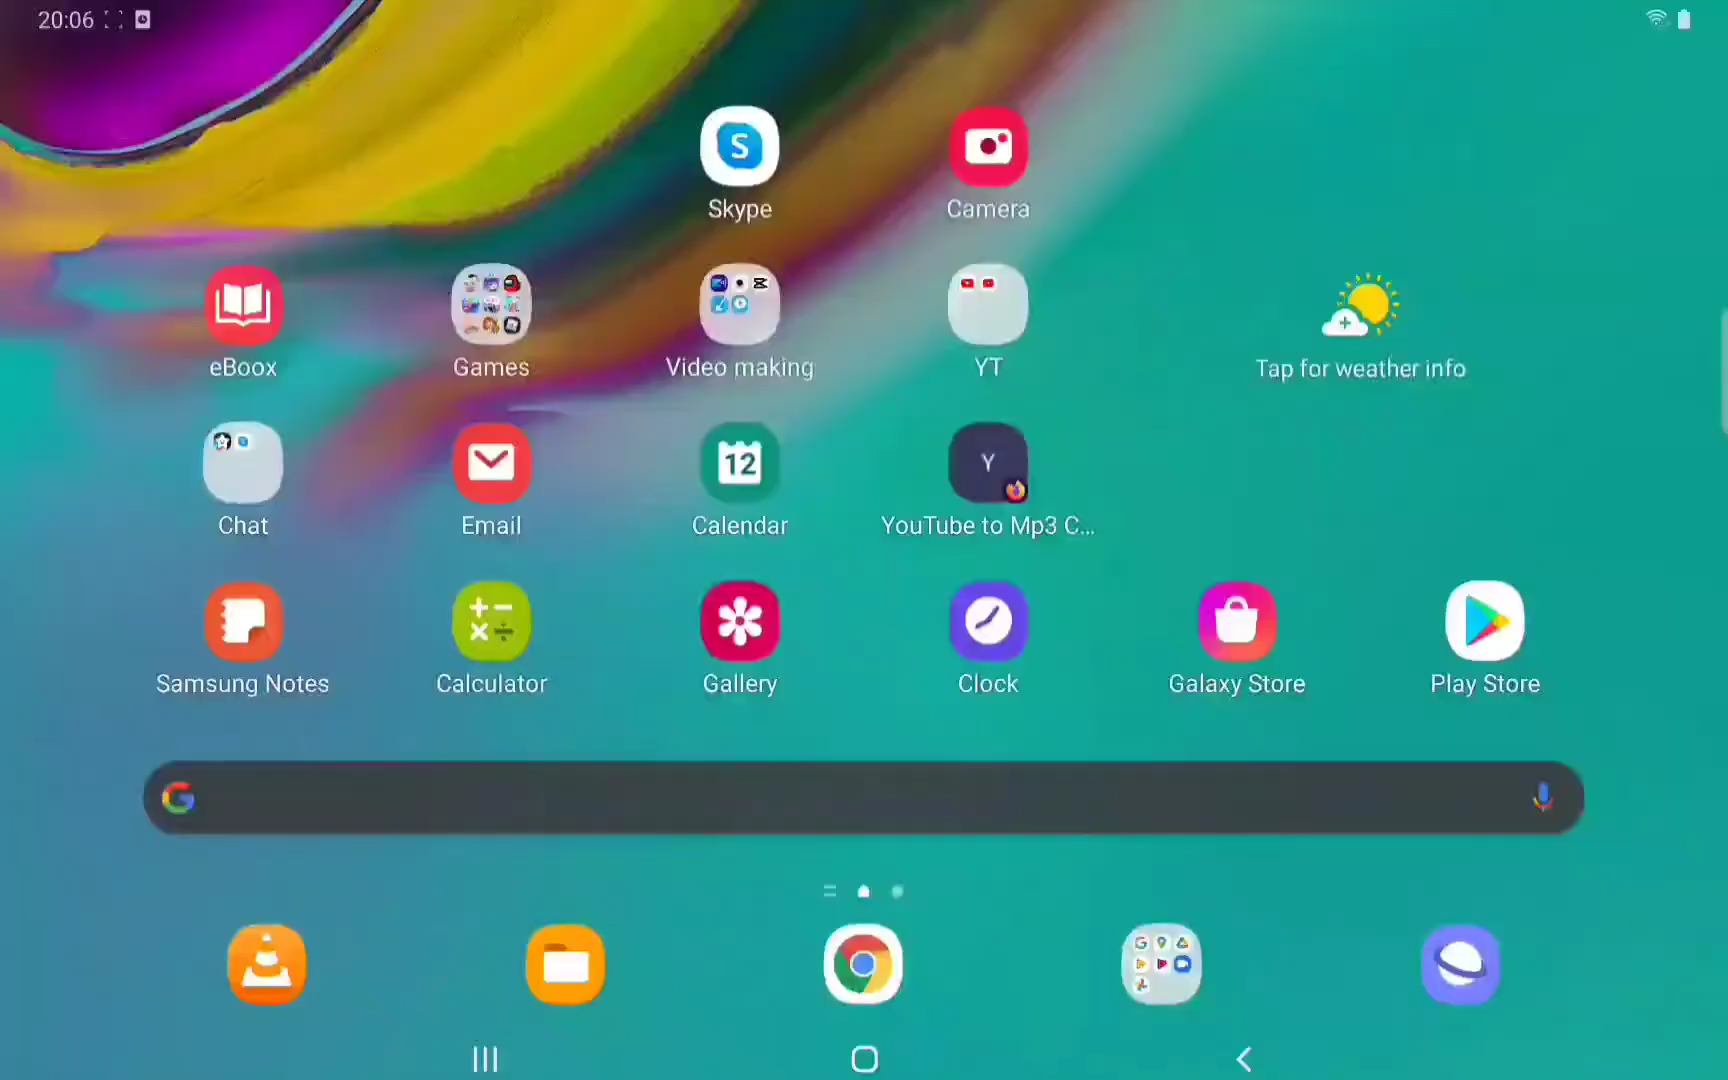 20:06
S
Skype
Camera
eBoox
Games
Video making
YT
Tap for weather info
12
Y
Chat
Email
Calendar
YouTube to Mp3 C...
Samsung Notes
Calculator
Gallery
Clock
Galaxy Store
Play Store